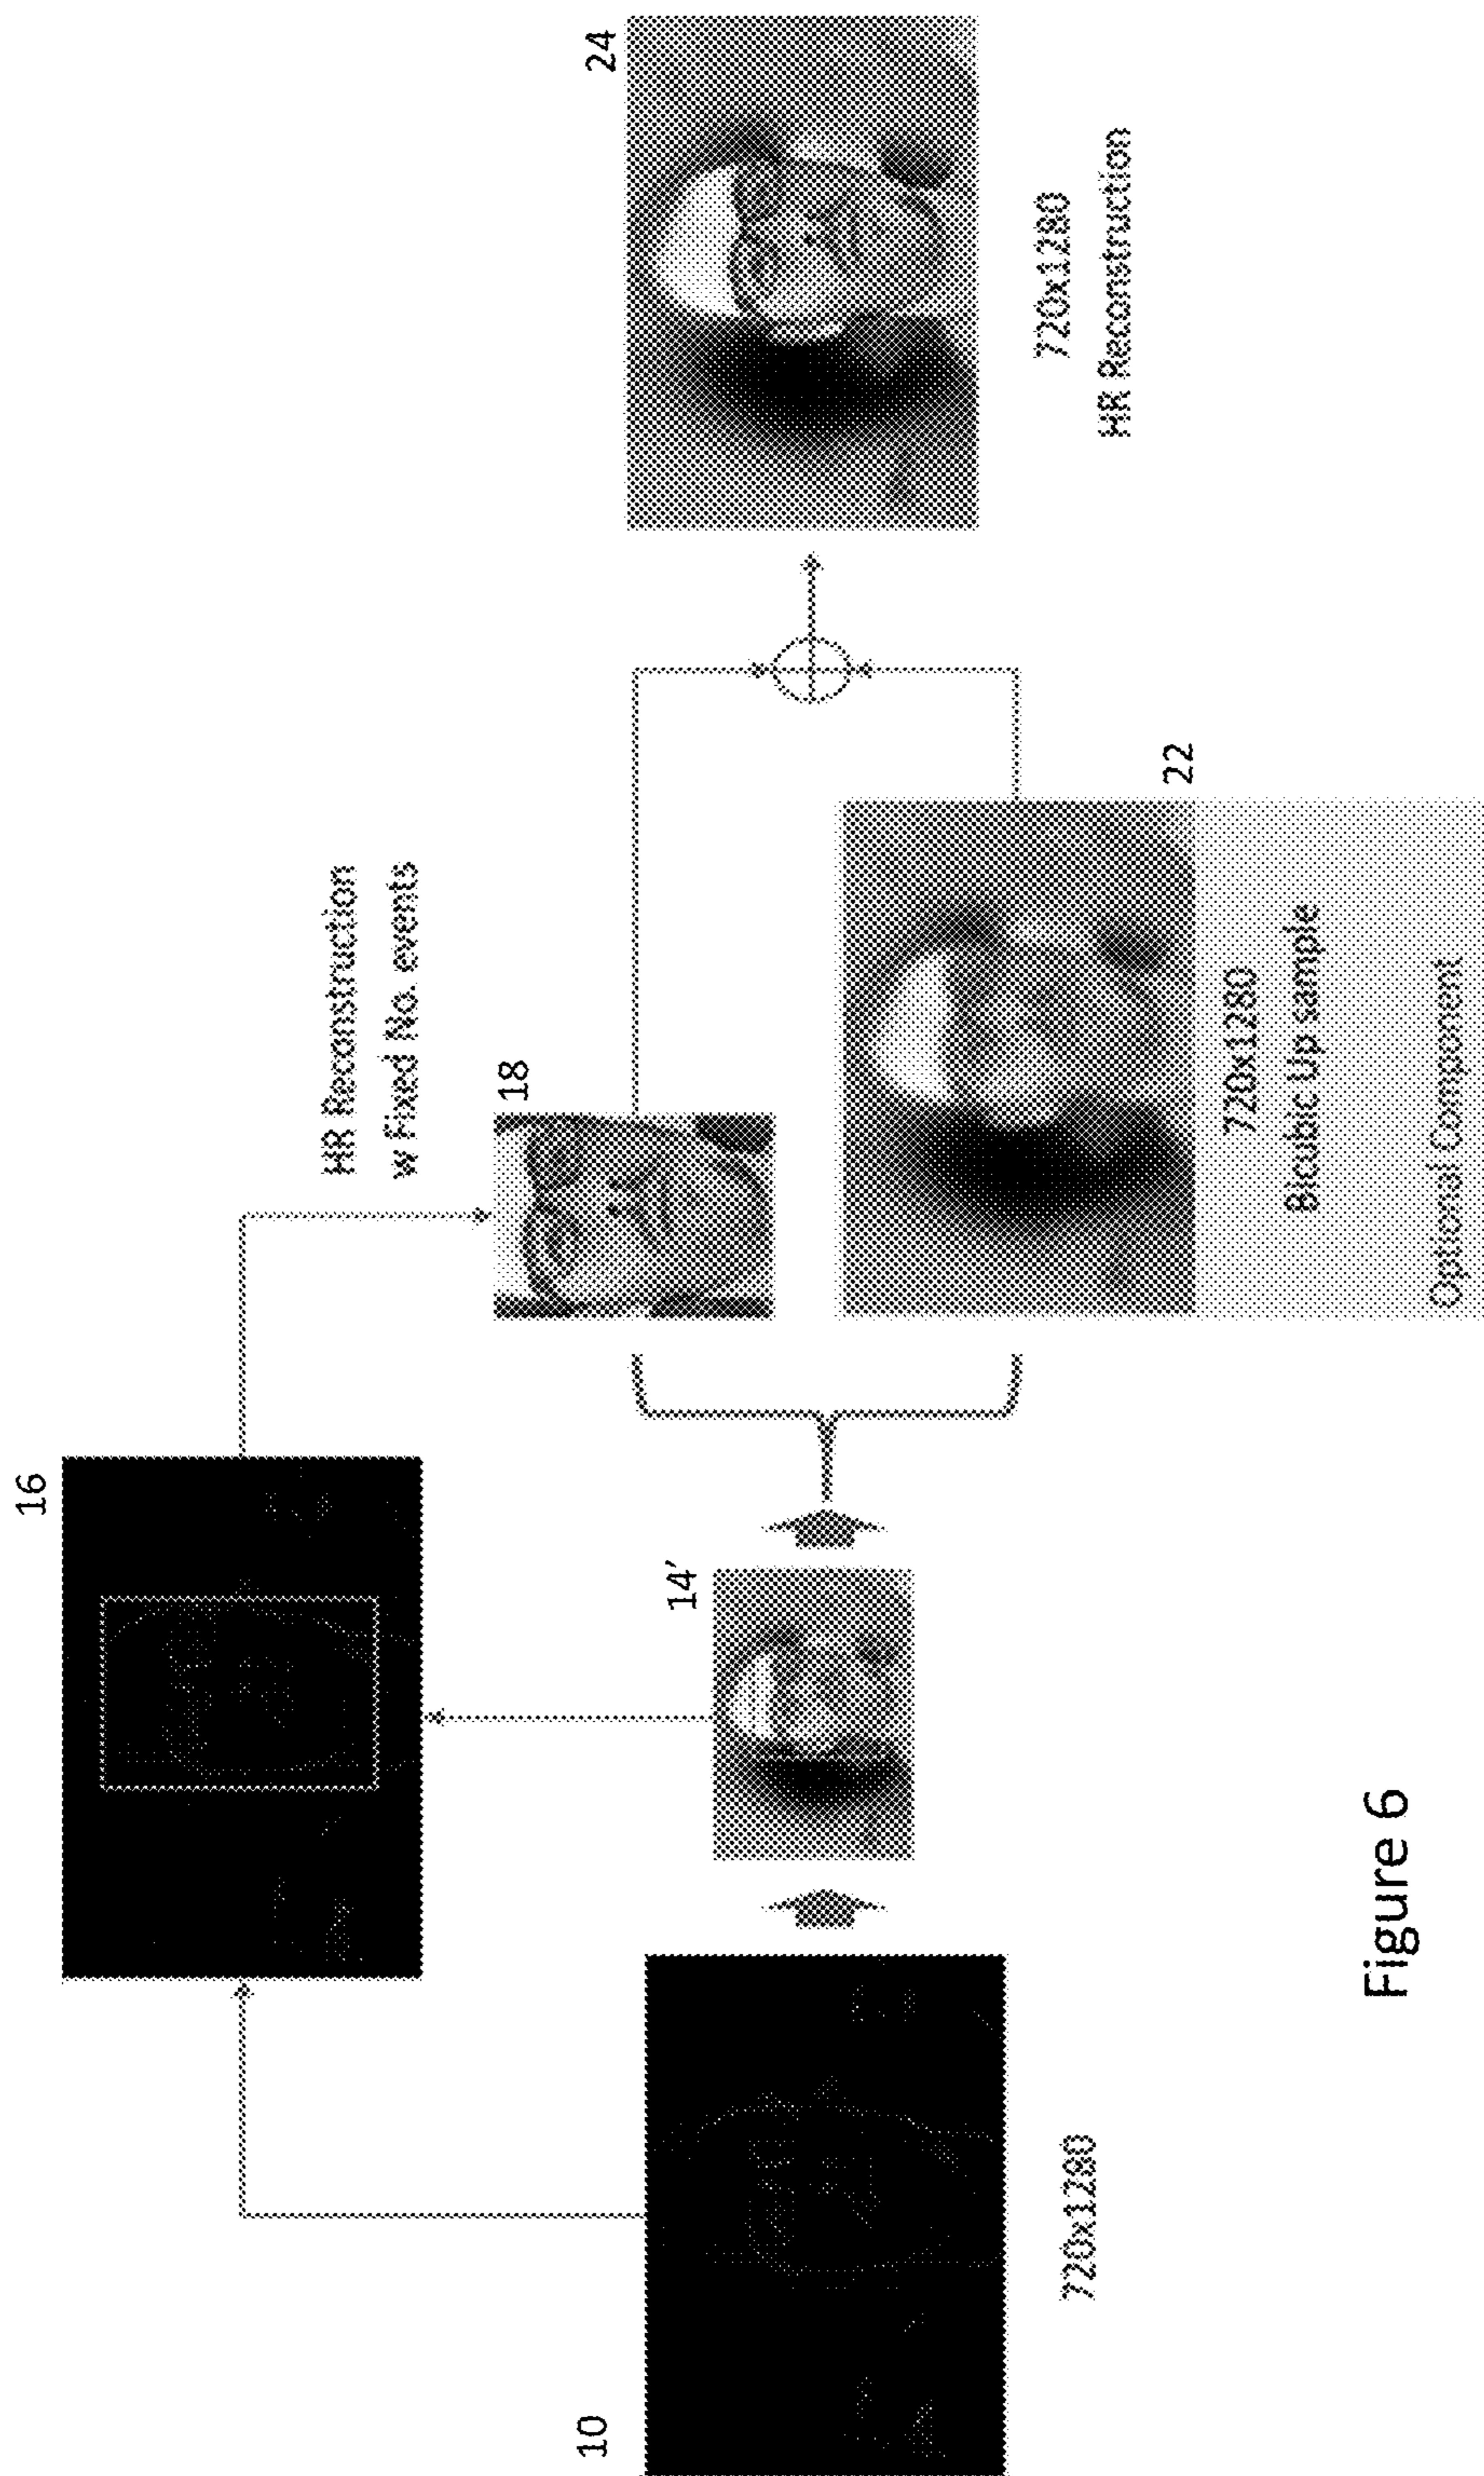 10
720x1280
14′
16
HR Reconstruction
w Fixed No. events
18
22
720x1280
Bicubic Up sample
Optional Component
24
720x1280
HR Reconstruction
Figure 6